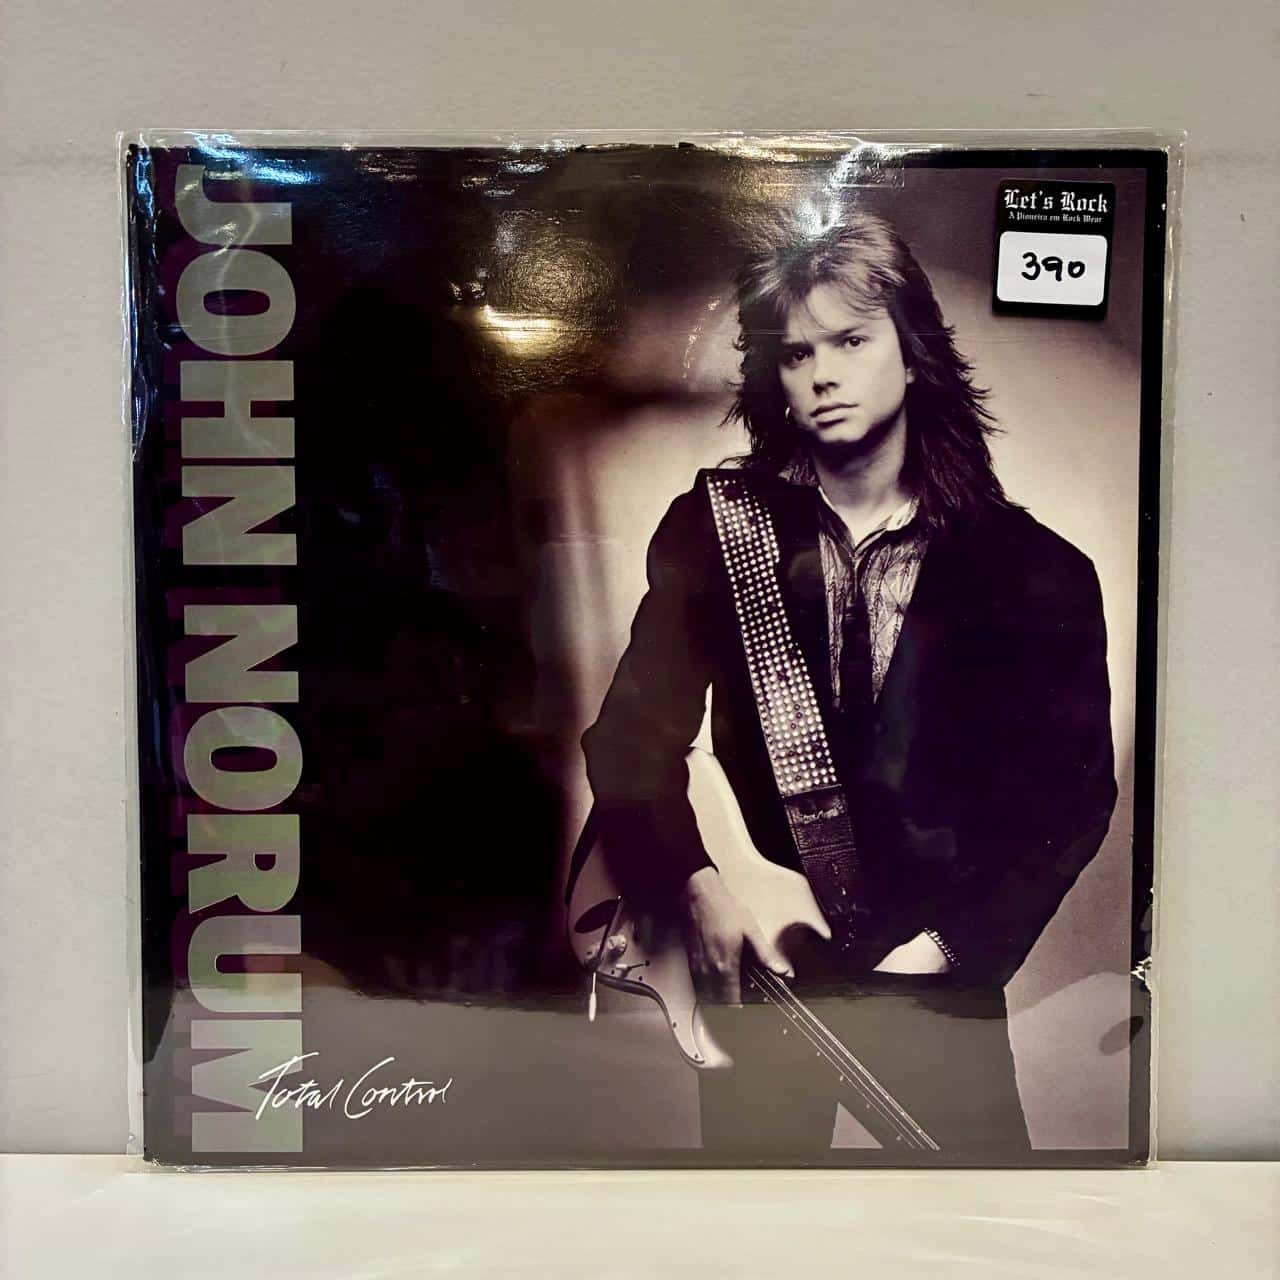 JOHN NORUM
Total Control
Let's Rock
A Pioneira em Rock Wear
390